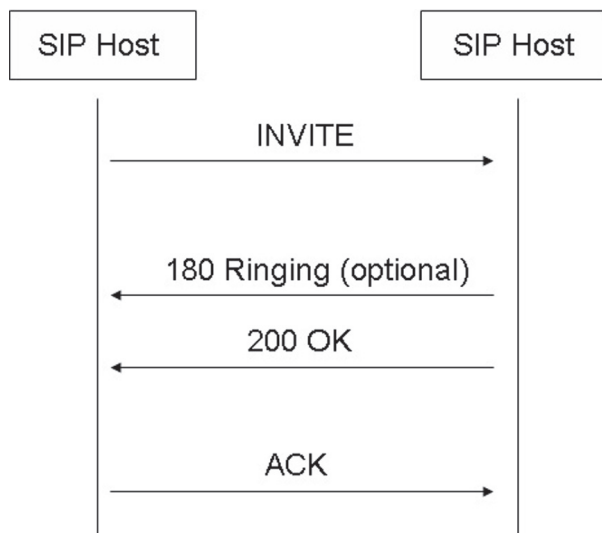 SIP Host
SIP Host
INVITE
180 Ringing (optional)
200 OK
ACK